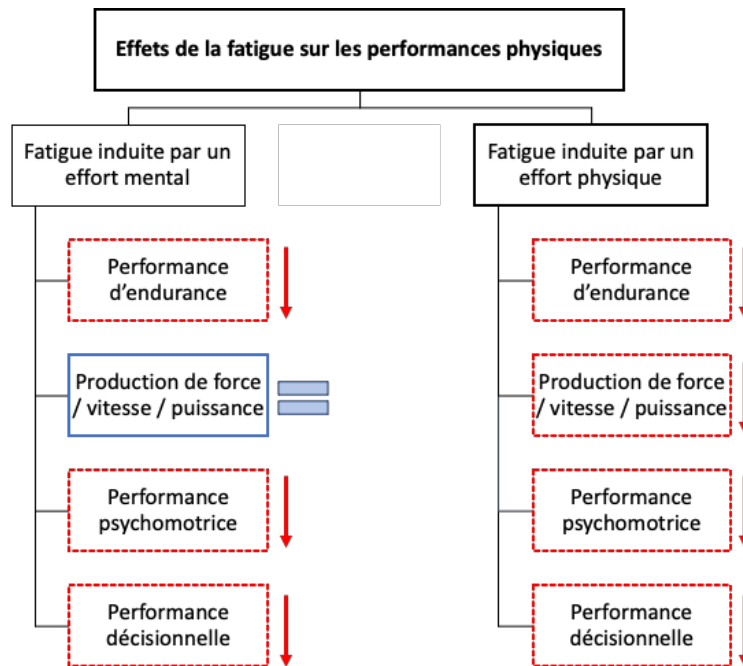 Effets de la fatigue sur les performances physiques
Fatigue induite par un
effort mental
Performance
d’endurance
Production de force
/ vitesse / puissance
Performance
psychomotrice
Performance
décisionnelle
Fatigue induite par un
effort physique
Performance
d’endurance
Production de force
/ vitesse / puissance
Performance
psychomotrice
Performance
décisionnelle